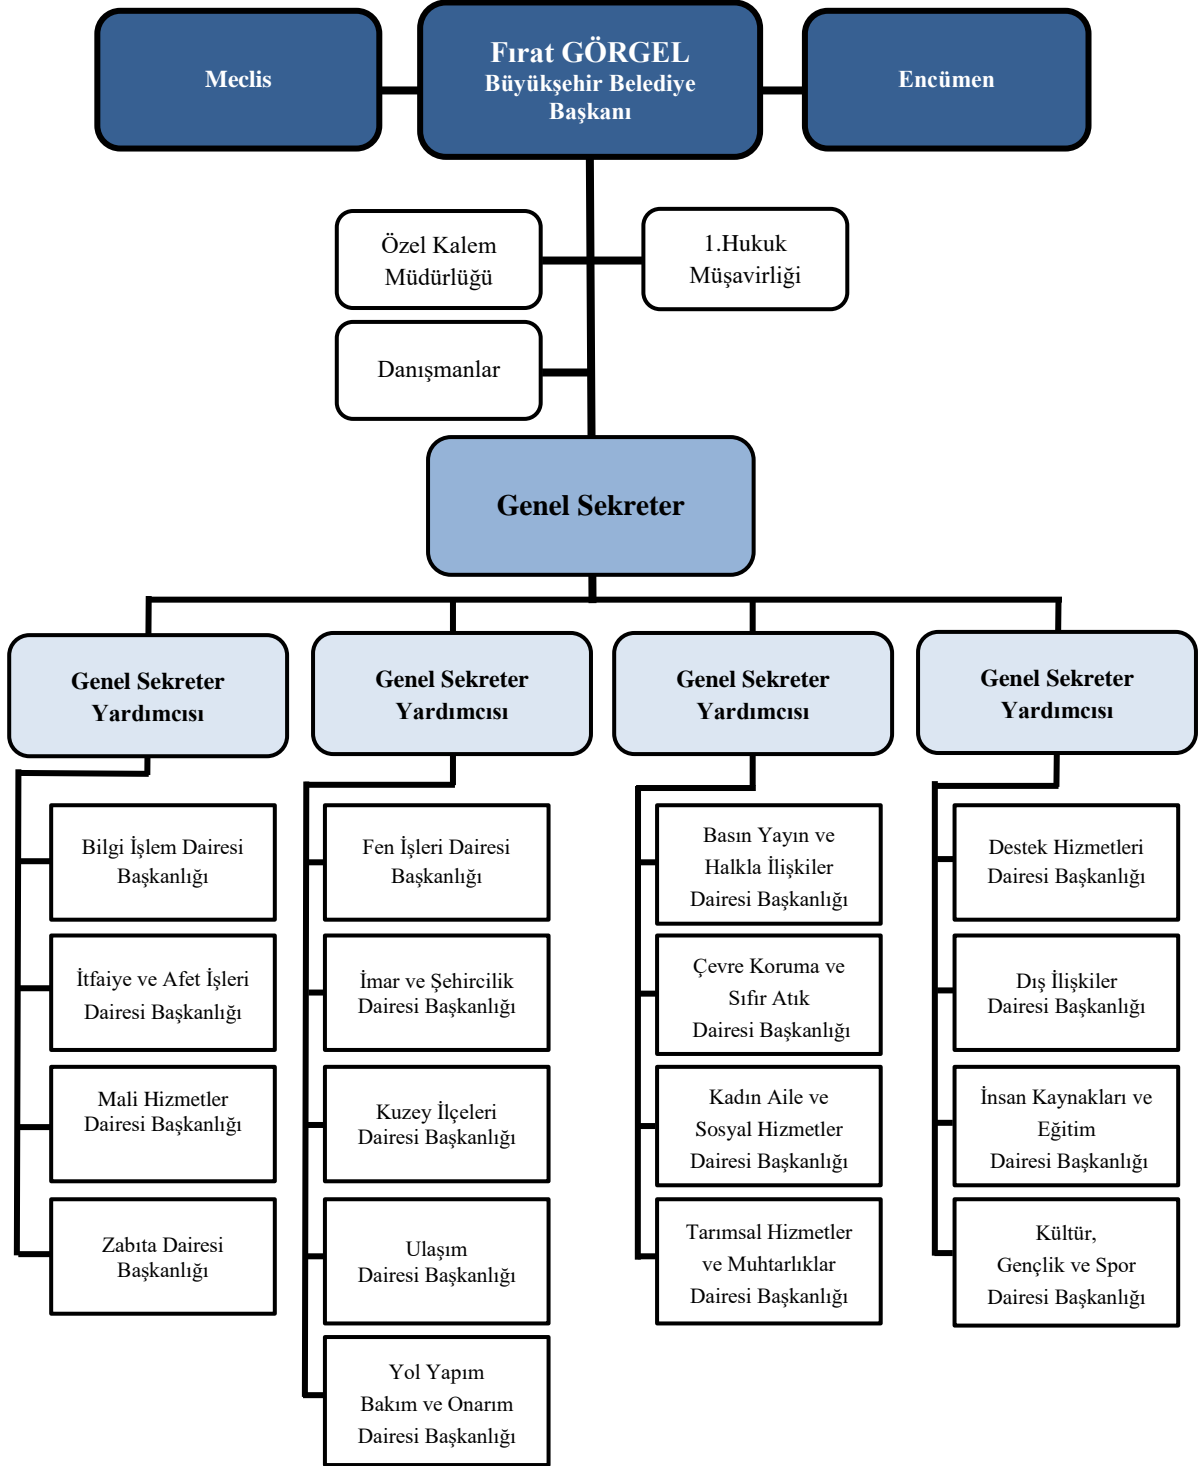 Meclis
Fırat GÖRGEL
Büyükşehir Belediye
Başkanı
Encümen
Özel Kalem
Müdürlüğü
1.Hukuk
Müşavirliği
Danışmanlar
Genel Sekreter
Genel Sekreter
Yardımcısı
Genel Sekreter
Yardımcısı
Genel Sekreter
Yardımcısı
Genel Sekreter
Yardımcısı
Bilgi İşlem Dairesi
Başkanlığı
İtfaiye ve Afet İşleri
Dairesi Başkanlığı
Mali Hizmetler
Dairesi Başkanlığı
Zabıta Dairesi
Başkanlığı
Fen İşleri Dairesi
Başkanlığı
İmar ve Şehircilik
Dairesi Başkanlığı
Kuzey İlçeleri
Dairesi Başkanlığı
Ulaşım
Dairesi Başkanlığı
Yol Yapım
Bakım ve Onarım
Dairesi Başkanlığı
Basın Yayın ve
Halkla İlişkiler
Dairesi Başkanlığı
Çevre Koruma ve
Sıfır Atık
Dairesi Başkanlığı
Kadın Aile ve
Sosyal Hizmetler
Dairesi Başkanlığı
Tarımsal Hizmetler
ve Muhtarlıklar
Dairesi Başkanlığı
Destek Hizmetleri
Dairesi Başkanlığı
Dış İlişkiler
Dairesi Başkanlığı
İnsan Kaynakları ve
Eğitim
Dairesi Başkanlığı
Kültür,
Gençlik ve Spor
Dairesi Başkanlığı